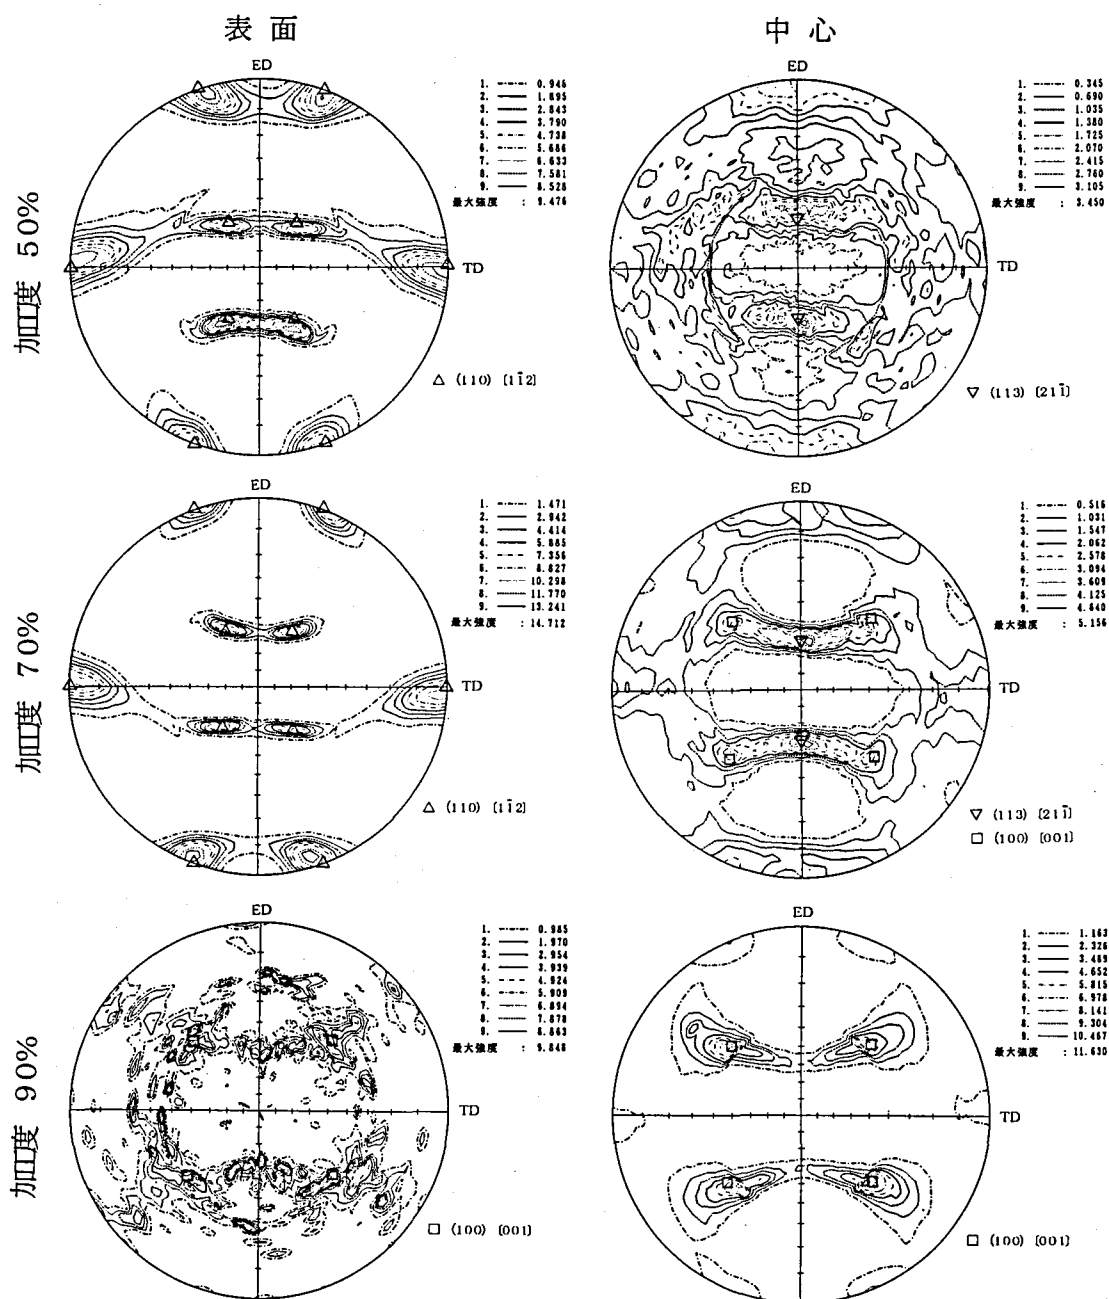 表面
中心
加工度 50%
ED
TD
1. 0.946
2. 1.895
3. 2.843
4. 3.790
5. 4.738
6. 5.686
7. 6.633
8. 7.581
9. 8.528
最大強度 : 9.476
△ (110) [11̄2]
ED
TD
1. 0.345
2. 0.690
3. 1.035
4. 1.380
5. 1.725
6. 2.070
7. 2.415
8. 2.760
9. 3.105
最大強度 : 3.450
▽ (113) [211̄]
加工度 70%
ED
TD
1. 1.471
2. 2.942
3. 4.414
4. 5.885
5. 7.356
6. 8.827
7. 10.298
8. 11.770
9. 13.241
最大強度 : 14.712
△ (110) [11̄2]
ED
TD
1. 0.516
2. 1.031
3. 1.547
4. 2.062
5. 2.578
6. 3.094
7. 3.609
8. 4.125
9. 4.640
最大強度 : 5.156
▽ (113) [211̄]
□ (100) [001]
加工度 90%
ED
TD
1. 0.985
2. 1.970
3. 2.954
4. 3.939
5. 4.924
6. 5.909
7. 6.894
8. 7.878
9. 8.863
最大強度 : 9.848
□ (100) [001]
ED
TD
1. 1.163
2. 2.326
3. 3.489
4. 4.652
5. 5.815
6. 6.978
7. 8.141
8. 9.304
9. 10.467
最大強度 : 11.630
□ (100) [001]